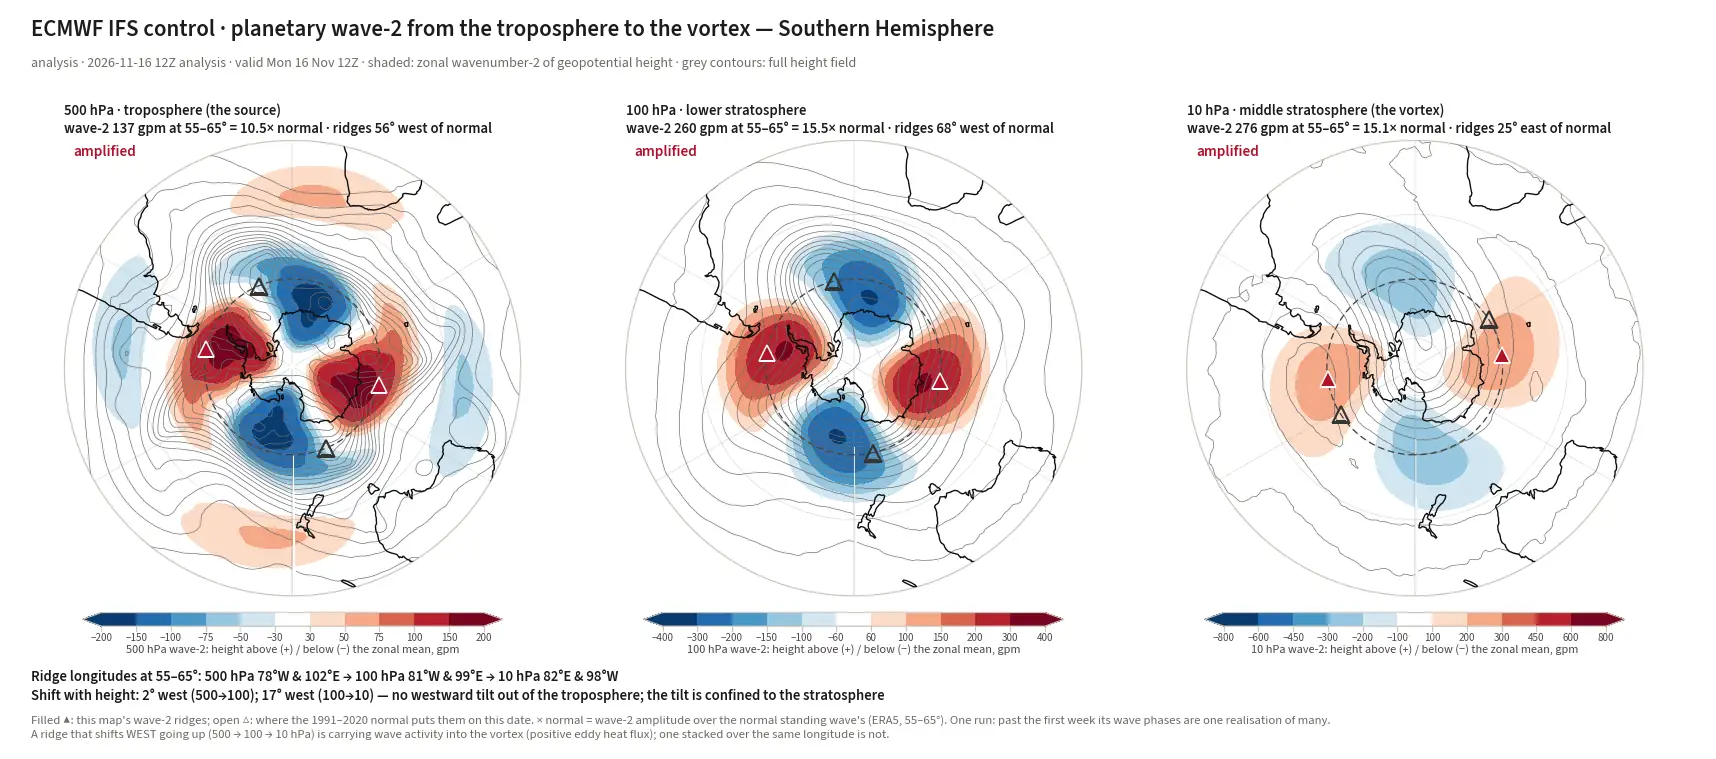 ECMWF IFS control · planetary wave-2 from the troposphere to the vortex — Southern Hemisphere
analysis · 2026-11-16 12Z analysis · valid Mon 16 Nov 12Z · shaded: zonal wavenumber-2 of geopotential height · grey contours: full height field
500 hPa · troposphere (the source)
wave-2 137 gpm at 55–65° = 10.5× normal · ridges 56° west of normal
amplified
100 hPa · lower stratosphere
wave-2 260 gpm at 55–65° = 15.5× normal · ridges 68° west of normal
amplified
10 hPa · middle stratosphere (the vortex)
wave-2 276 gpm at 55–65° = 15.1× normal · ridges 25° east of normal
amplified
−200 −150 −100 −75 −50 −30 30 50 75 100 150 200
500 hPa wave-2: height above (+) / below (−) the zonal mean, gpm
−400 −300 −200 −150 −100 −60 60 100 150 200 300 400
100 hPa wave-2: height above (+) / below (−) the zonal mean, gpm
−800 −600 −450 −300 −200 −100 100 200 300 450 600 800
10 hPa wave-2: height above (+) / below (−) the zonal mean, gpm
Ridge longitudes at 55–65°: 500 hPa 78°W & 102°E → 100 hPa 81°W & 99°E → 10 hPa 82°E & 98°W
Shift with height: 2° west (500→100); 17° west (100→10) — no westward tilt out of the troposphere; the tilt is confined to the stratosphere
Filled ▲: this map's wave-2 ridges; open △: where the 1991–2020 normal puts them on this date. × normal = wave-2 amplitude over the normal standing wave's (ERA5, 55–65°). One run: past the first week its wave phases are one realisation of many.
A ridge that shifts WEST going up (500 → 100 → 10 hPa) is carrying wave activity into the vortex (positive eddy heat flux); one stacked over the same longitude is not.